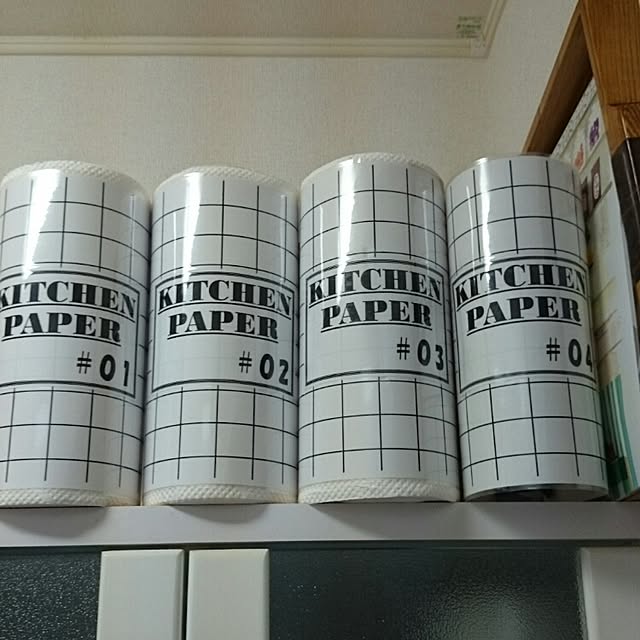 KITCHEN
PAPER
#01
KITCHEN
PAPER
#02
KITCHEN
PAPER
#03
KITCHEN
PAPER
#04